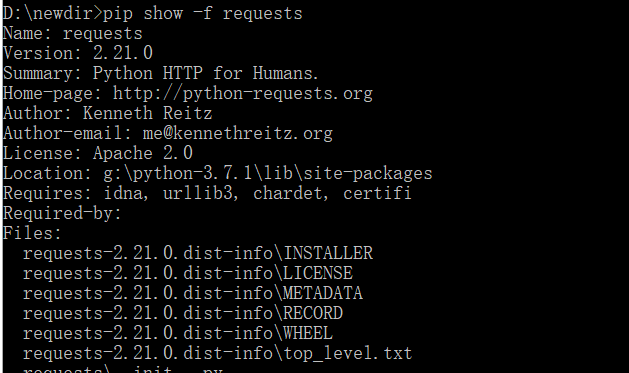 D:\newdir>pip show -f requests
Name: requests
Version: 2.21.0
Summary: Python HTTP for Humans.
Home-page: http://python-requests.org
Author: Kenneth Reitz
Author-email: me@kennethreitz.org
License: Apache 2.0
Location: g:\python-3.7.1\lib\site-packages
Requires: idna, urllib3, chardet, certifi
Required-by:
Files:
  requests-2.21.0.dist-info\INSTALLER
  requests-2.21.0.dist-info\LICENSE
  requests-2.21.0.dist-info\METADATA
  requests-2.21.0.dist-info\RECORD
  requests-2.21.0.dist-info\WHEEL
  requests-2.21.0.dist-info\top_level.txt